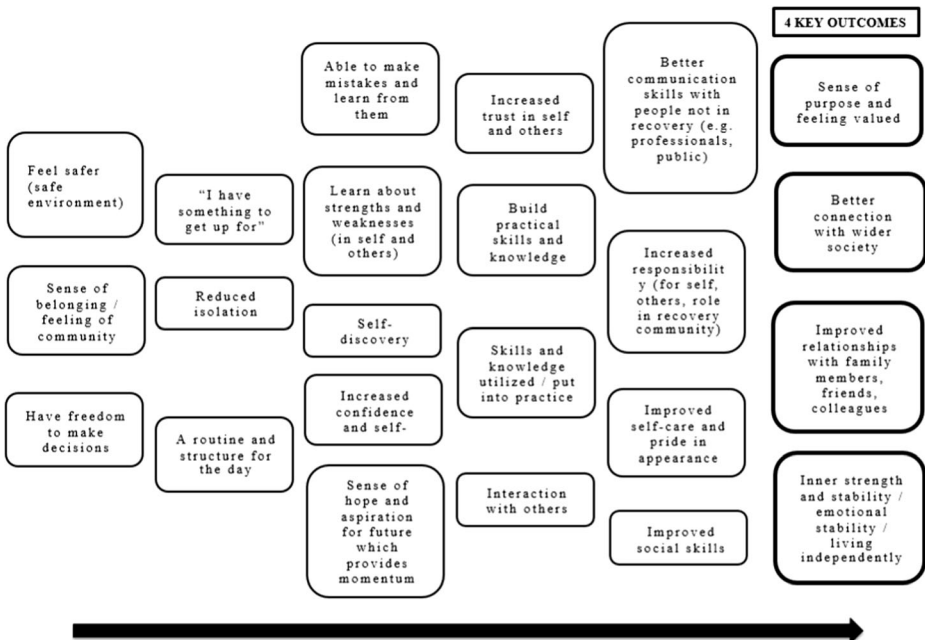 Feel safer
(safe
environment)
Sense of
belonging /
feeling of
community
Have freedom
to make
decisions
“I have
something to
get up for”
Reduced
isolation
A routine and
structure for
the day
Able to make
mistakes and
learn from
them
Learn about
strengths and
weaknesses
(in self and
others)
Self-
discovery
Increased
confidence
and self-
Sense of
hope and
aspiration
for future
which
provides
momentum
Increased
trust in self
and others
Build
practical
skills and
knowledge
Skills and
knowledge
utilized / put
into practice
Interaction
with others
Better
communication
skills with
people not in
recovery (e.g.
professionals,
public)
Increased
responsibilit
y (for self,
others, role
in recovery
community)
Improved
self-care and
pride in
appearance
Improved
social skills
4 KEY OUTCOMES
Sense of
purpose and
feeling valued
Better
connection
with wider
society
Improved
relationships
with family
members,
friends,
colleagues
Inner strength
and stability /
emotional
stability /
living
independently